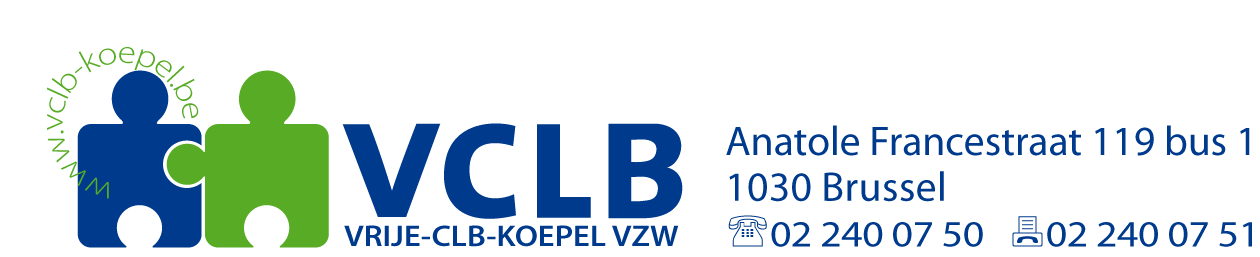 www.vclb-koepel.be
VCLB
VRIJE-CLB-KOEPEL VZW
Anatole Francestraat 119 bus 1
1030 Brussel
02 240 07 50 02 240 07 51